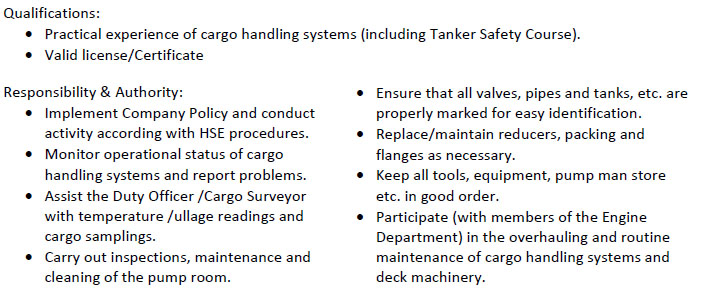 Qualifications:
• Practical experience of cargo handling systems (including Tanker Safety Course).
• Valid license/Certificate
Responsibility & Authority:
• Implement Company Policy and conduct
activity according with HSE procedures.
• Monitor operational status of cargo
handling systems and report problems.
• Assist the Duty Officer /Cargo Surveyor
with temperature /ullage readings and
cargo samplings.
• Carry out inspections, maintenance and
cleaning of the pump room.
• Ensure that all valves, pipes and tanks, etc. are
properly marked for easy identification.
• Replace/maintain reducers, packing and
flanges as necessary.
• Keep all tools, equipment, pump man store
etc. in good order.
• Participate (with members of the Engine
Department) in the overhauling and routine
maintenance of cargo handling systems and
deck machinery.